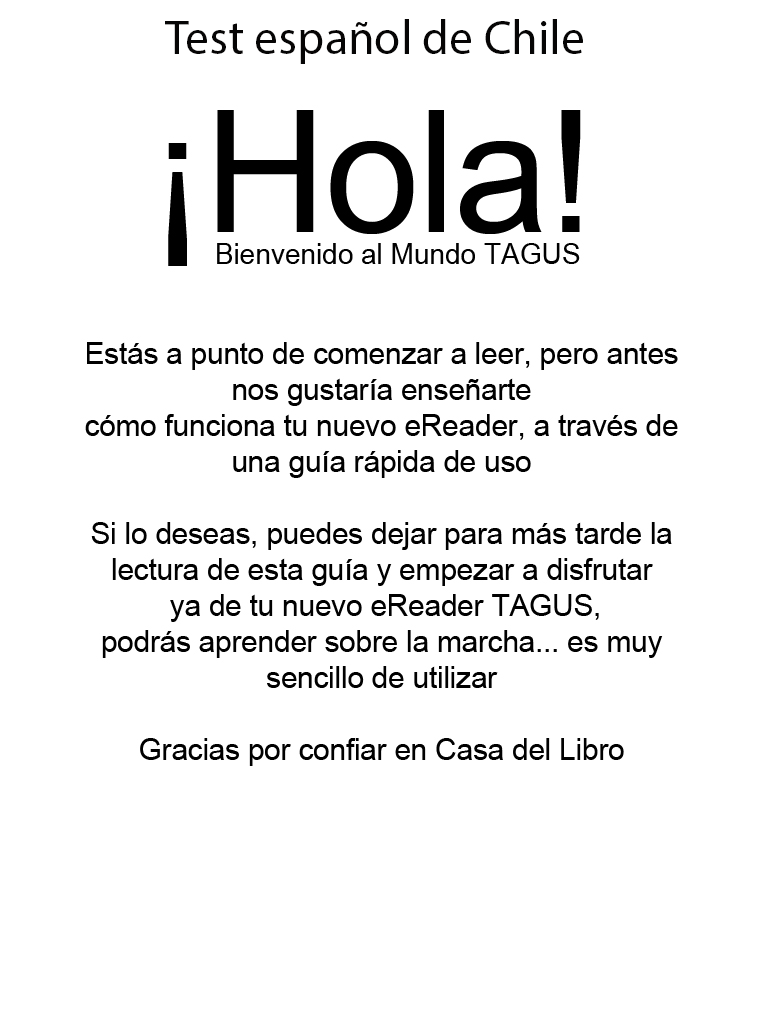 Test español de Chile
¡Hola!
Bienvenido al Mundo TAGUS
Estás a punto de comenzar a leer, pero antes
nos gustaría enseñarte
cómo funciona tu nuevo eReader, a través de
una guía rápida de uso
Si lo deseas, puedes dejar para más tarde la
lectura de esta guía y empezar a disfrutar
ya de tu nuevo eReader TAGUS,
podrás aprender sobre la marcha... es muy
sencillo de utilizar
Gracias por confiar en Casa del Libro